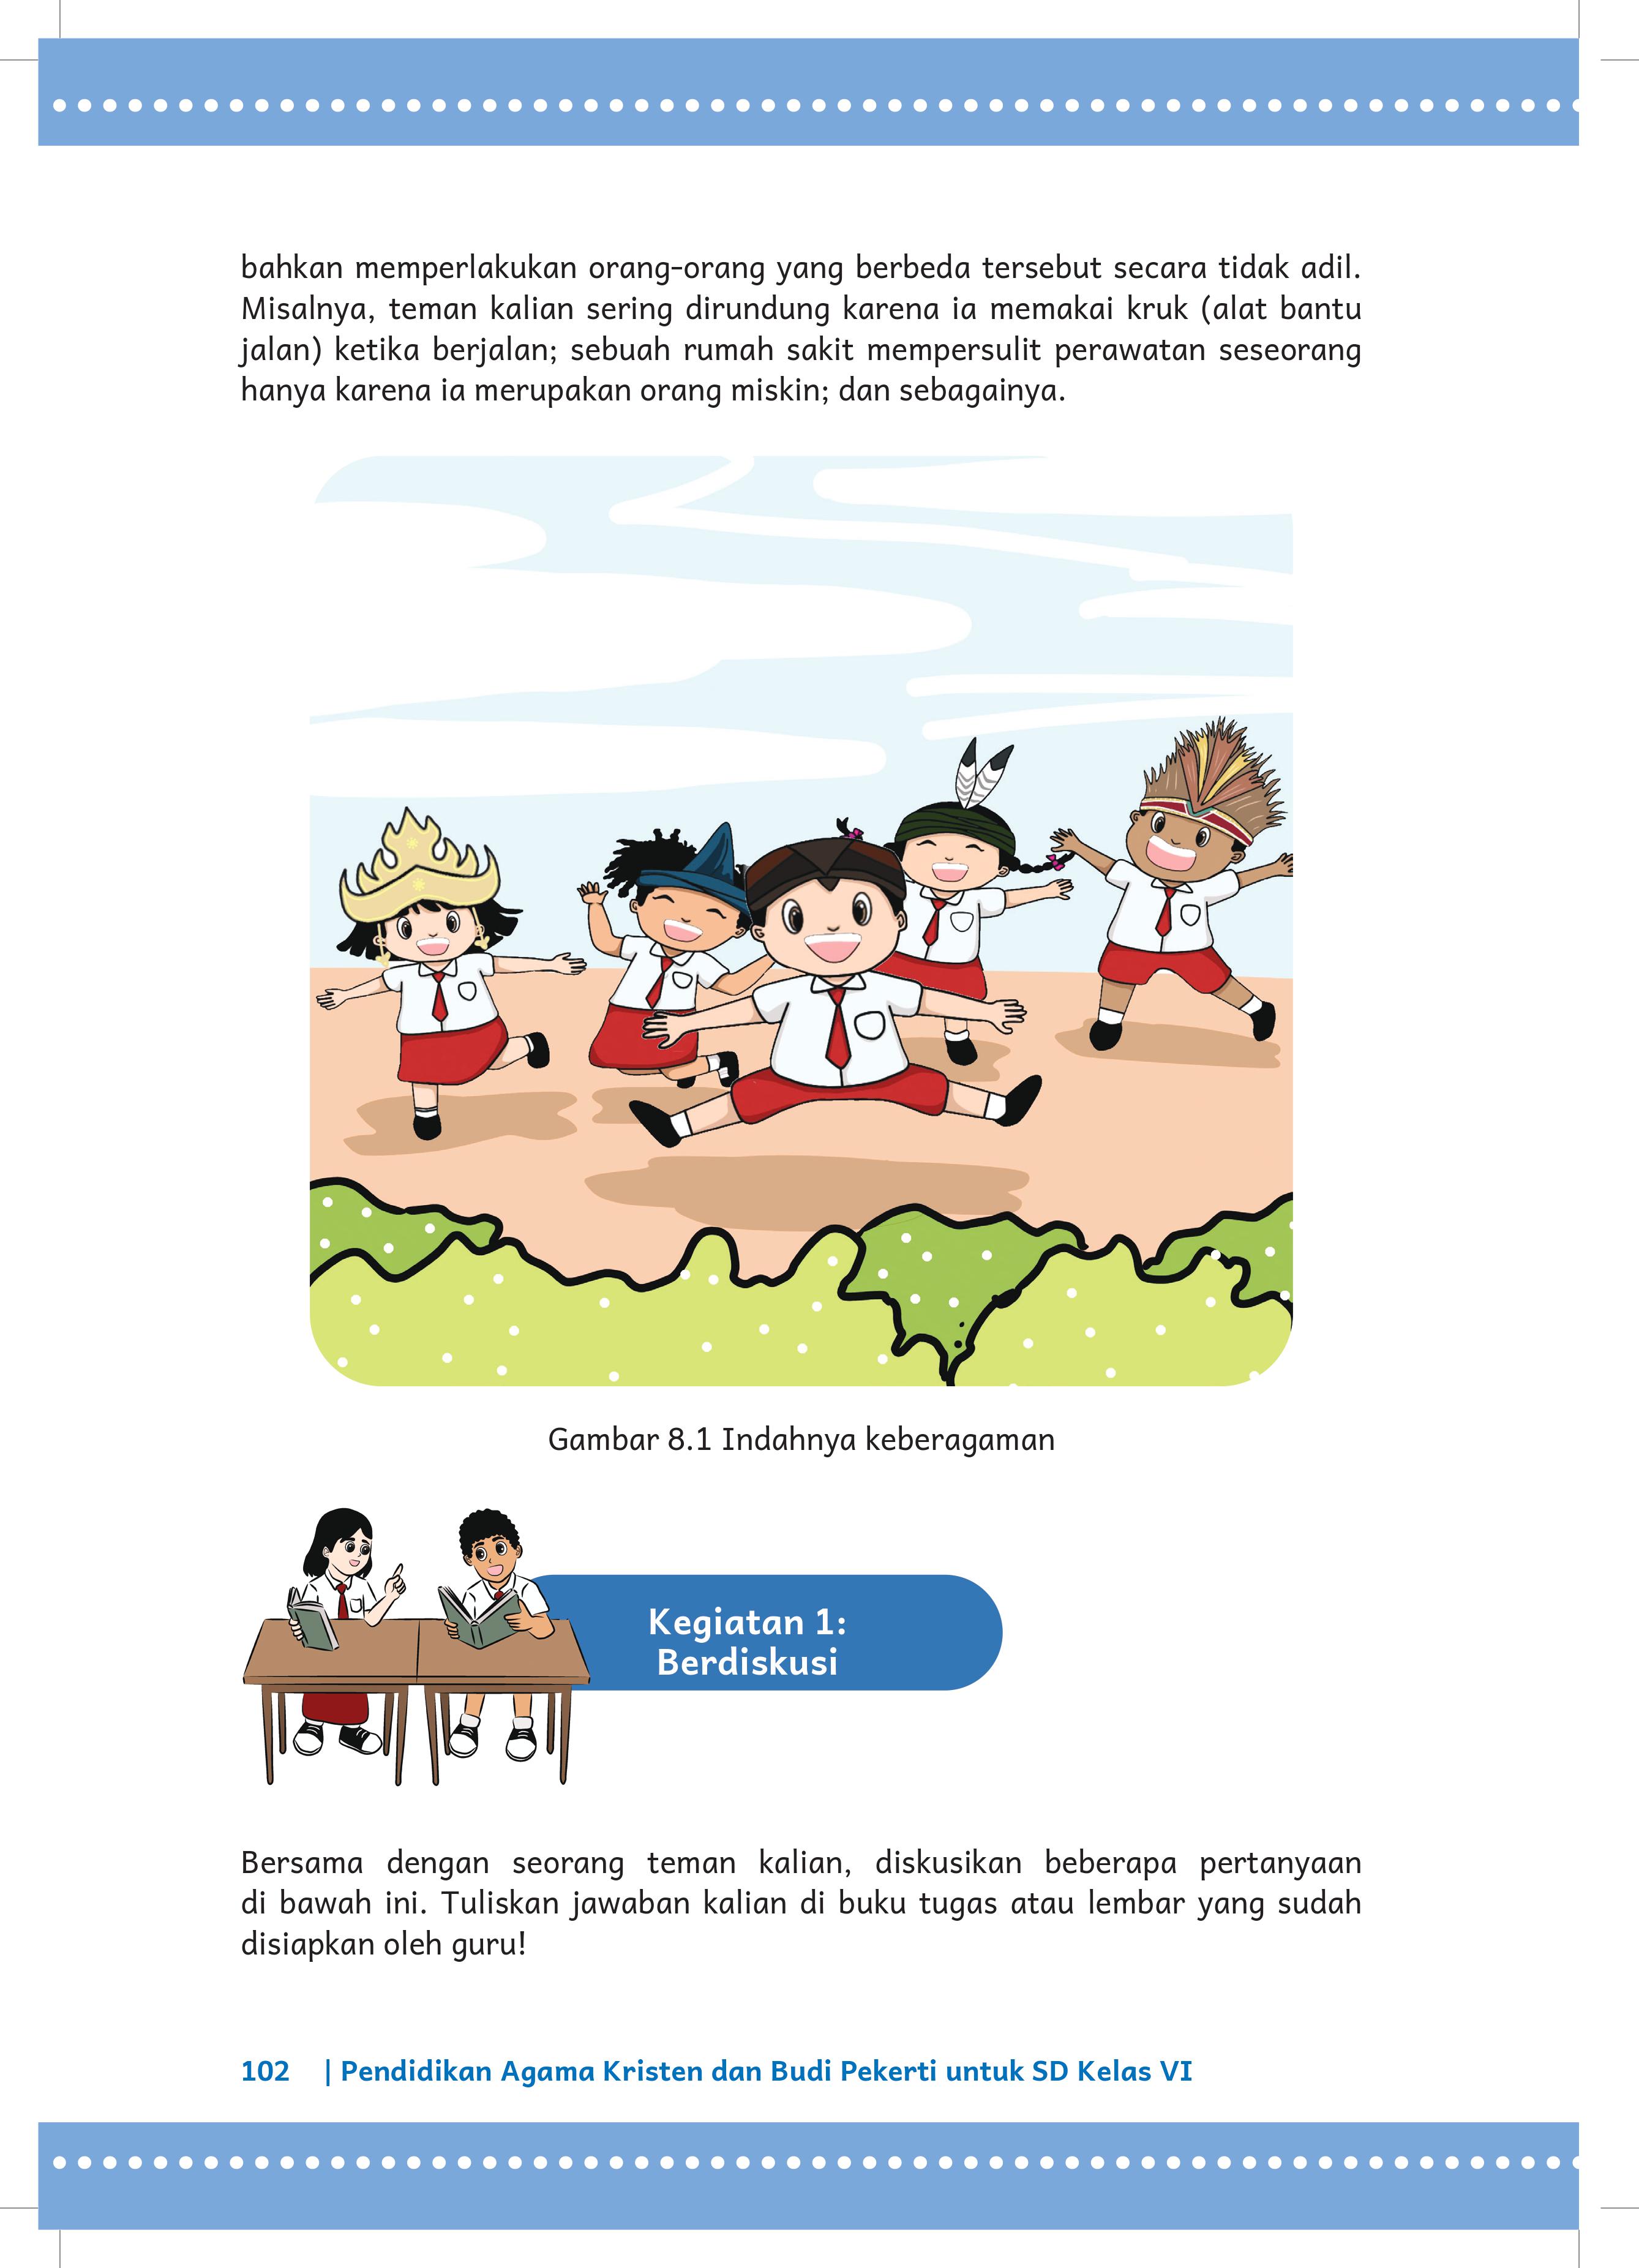 bahkan memperlakukan orang-orang yang berbeda tersebut secara tidak adil.
Misalnya, teman kalian sering dirundung karena ia memakai kruk (alat bantu
jalan) ketika berjalan; sebuah rumah sakit mempersulit perawatan seseorang
hanya karena ia merupakan orang miskin; dan sebagainya.
Gambar 8.1 Indahnya keberagaman
Kegiatan 1:
Berdiskusi
Bersama dengan seorang teman kalian, diskusikan beberapa pertanyaan
di bawah ini. Tuliskan jawaban kalian di buku tugas atau lembar yang sudah
disiapkan oleh guru!
102 | Pendidikan Agama Kristen dan Budi Pekerti untuk SD Kelas VI